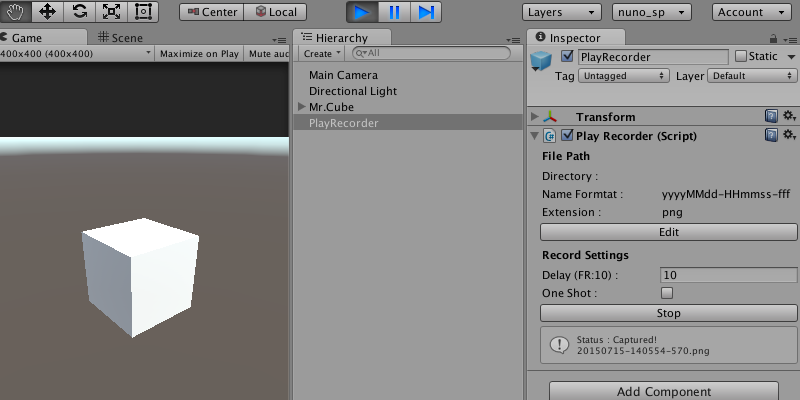 Center Local Layers nuno_sp Account
Game Scene
400x400 (400x400) Maximize on Play Mute aud
Hierarchy
Create All
Main Camera
Directional Light
Mr.Cube
PlayRecorder
Inspector
PlayRecorder Static
Tag Untagged Layer Default
Transform
Play Recorder (Script)
File Path
Directory :
Name Formtat : yyyyMMdd-HHmmss-fff
Extension : png
Edit
Record Settings
Delay (FR:10) : 10
One Shot :
Stop
Status : Captured!
20150715-140554-570.png
Add Component